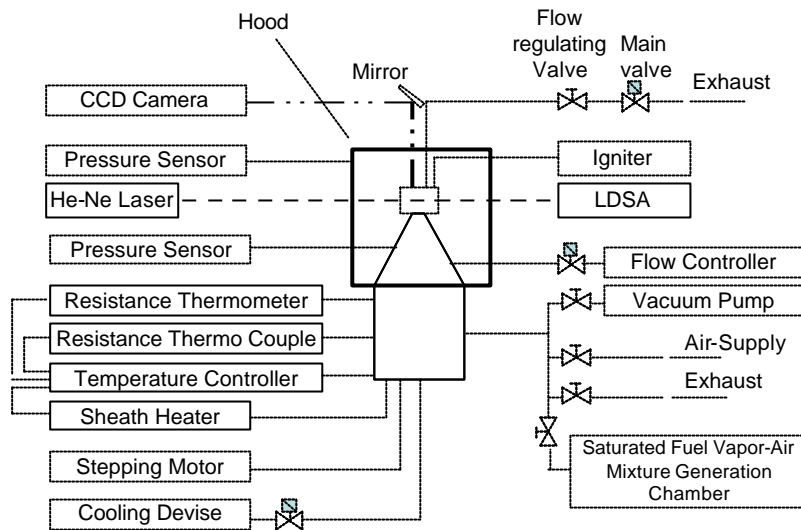 Hood
Flow
regulating
Valve
Main
valve
Mirror
Exhaust
CCD Camera
Pressure Sensor
Igniter
He-Ne Laser
LDSA
Pressure Sensor
Flow Controller
Resistance Thermometer
Vacuum Pump
Resistance Thermo Couple
Air-Supply
Temperature Controller
Exhaust
Sheath Heater
Stepping Motor
Saturated Fuel Vapor-Air
Mixture Generation
Chamber
Cooling Devise